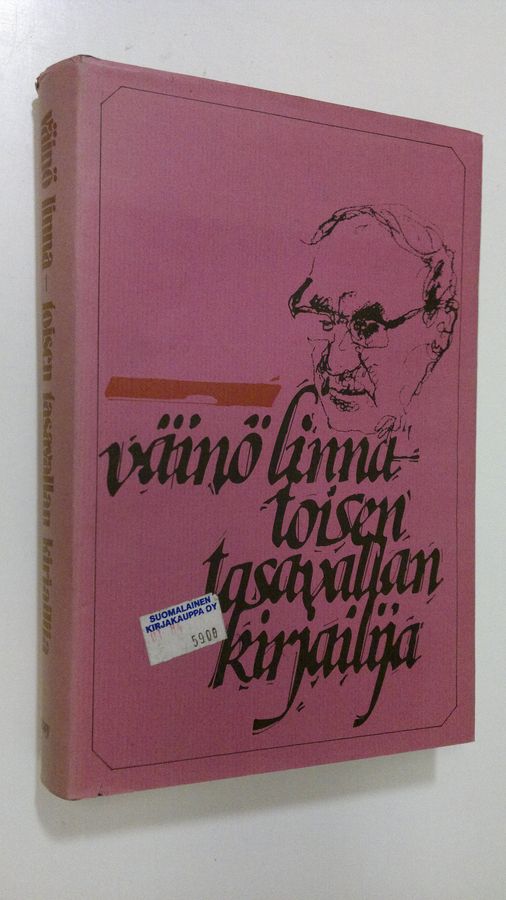 väinö linna – toisen tasavallan kirjailija
väinö linna –
toisen
tasavallan
kirjailija
SUOMALAINEN
KIRJAKAUPPA OY
5900